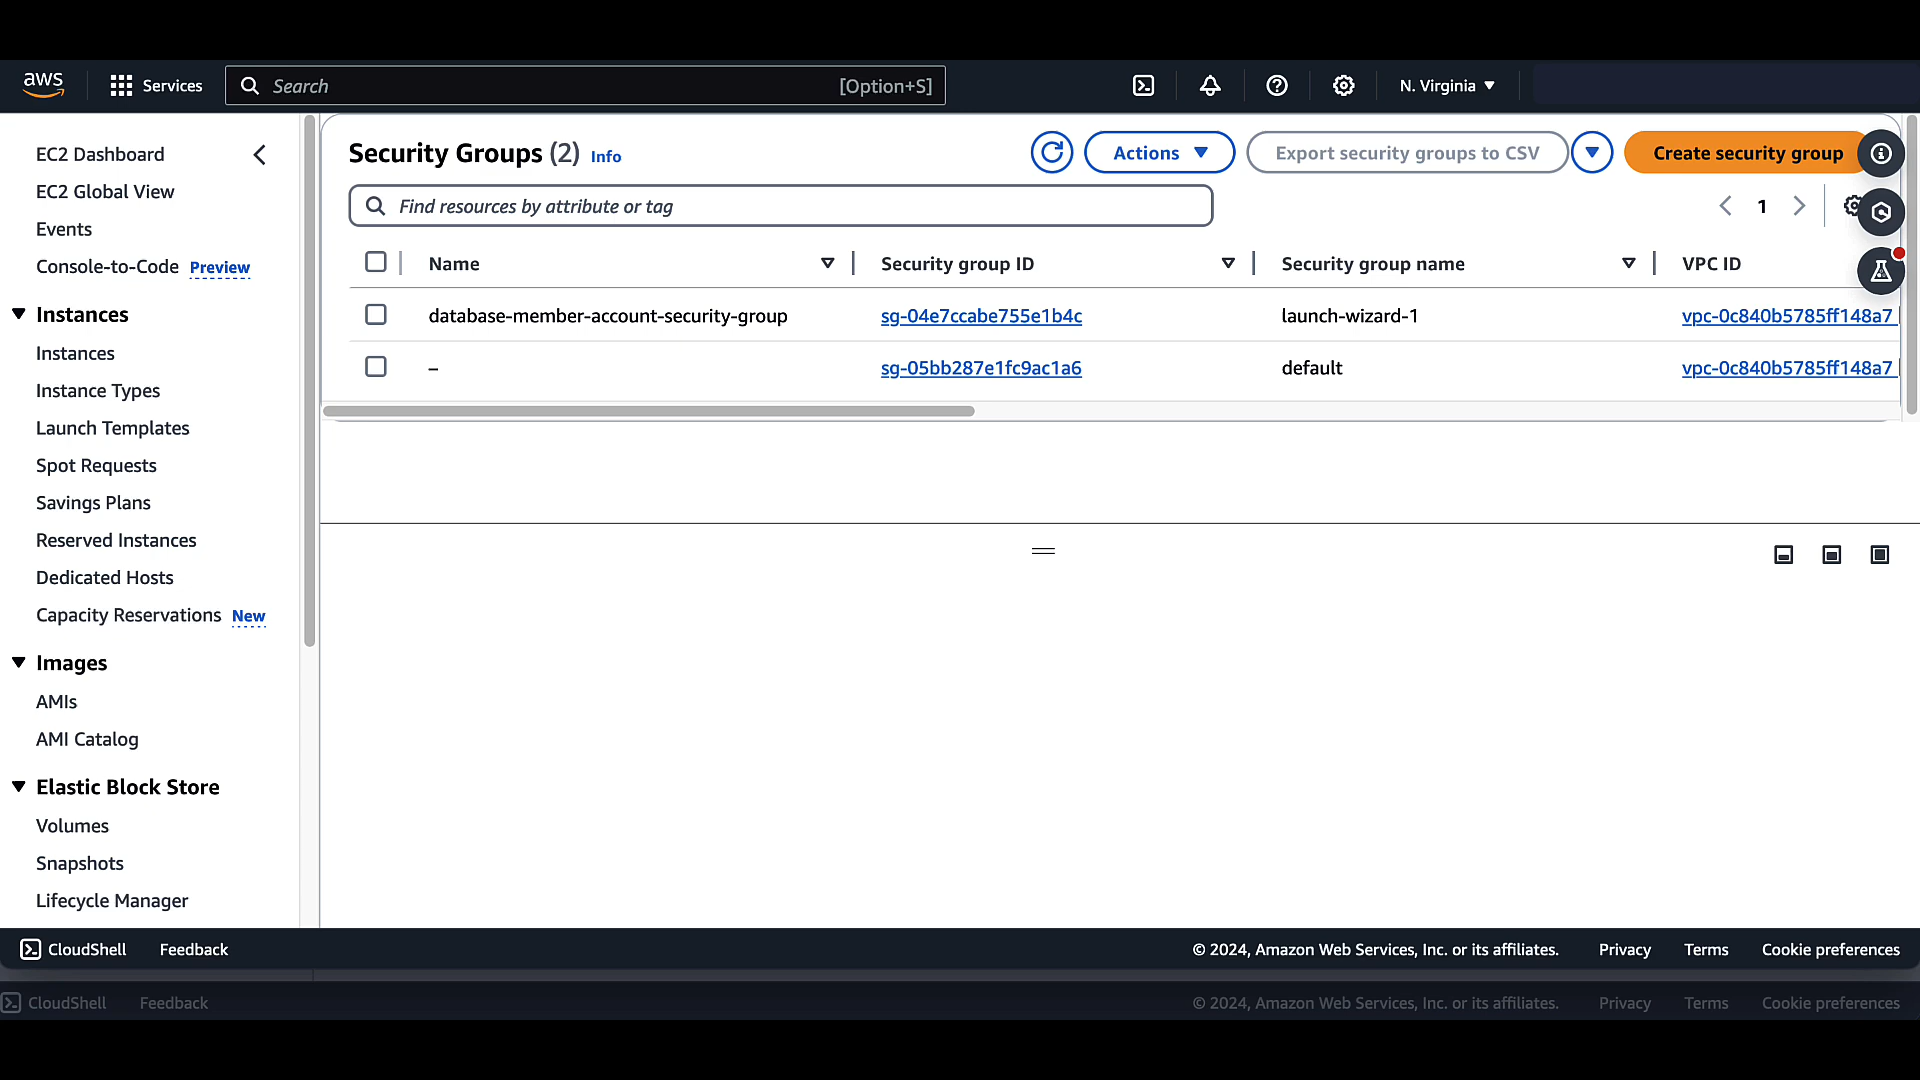 aws Services Search [Option+S] N. Virginia
EC2 Dashboard
EC2 Global View
Events
Console-to-Code Preview
Instances
Instances
Instance Types
Launch Templates
Spot Requests
Savings Plans
Reserved Instances
Dedicated Hosts
Capacity Reservations New
Images
AMIs
AMI Catalog
Elastic Block Store
Volumes
Snapshots
Lifecycle Manager
Security Groups (2) Info Actions Export security groups to CSV Create security group
Find resources by attribute or tag 1
Name Security group ID Security group name VPC ID
database-member-account-security-group sg-04e7ccabe755e1b4c launch-wizard-1 vpc-0c840b5785ff148a7
– sg-05bb287e1fc9ac1a6 default vpc-0c840b5785ff148a7
CloudShell Feedback © 2024, Amazon Web Services, Inc. or its affiliates. Privacy Terms Cookie preferences
CloudShell Feedback © 2024, Amazon Web Services, Inc. or its affiliates. Privacy Terms Cookie preferences